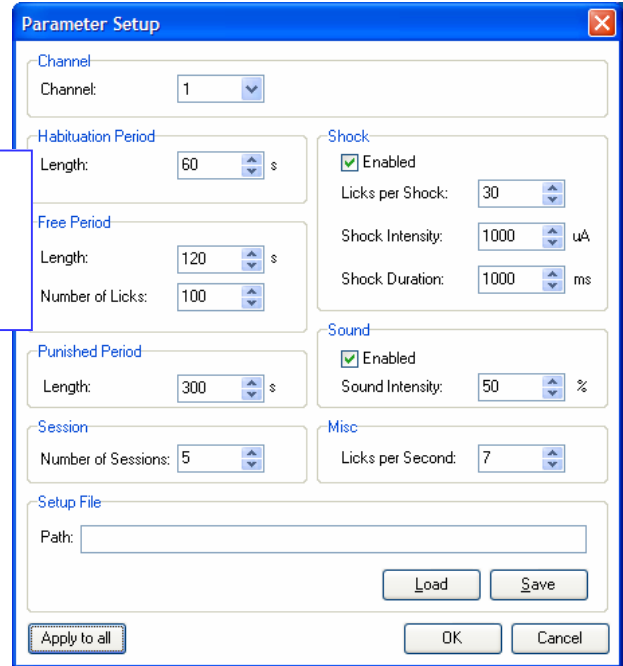 Parameter Setup
Channel
Channel: 1
Habituation Period
Length: 60 s
Free Period
Length: 120 s
Number of Licks: 100
Punished Period
Length: 300 s
Session
Number of Sessions: 5
Shock
Enabled
Licks per Shock: 30
Shock Intensity: 1000 uA
Shock Duration: 1000 ms
Sound
Enabled
Sound Intensity: 50 %
Misc
Licks per Second: 7
Setup File
Path:
Load Save
Apply to all OK Cancel